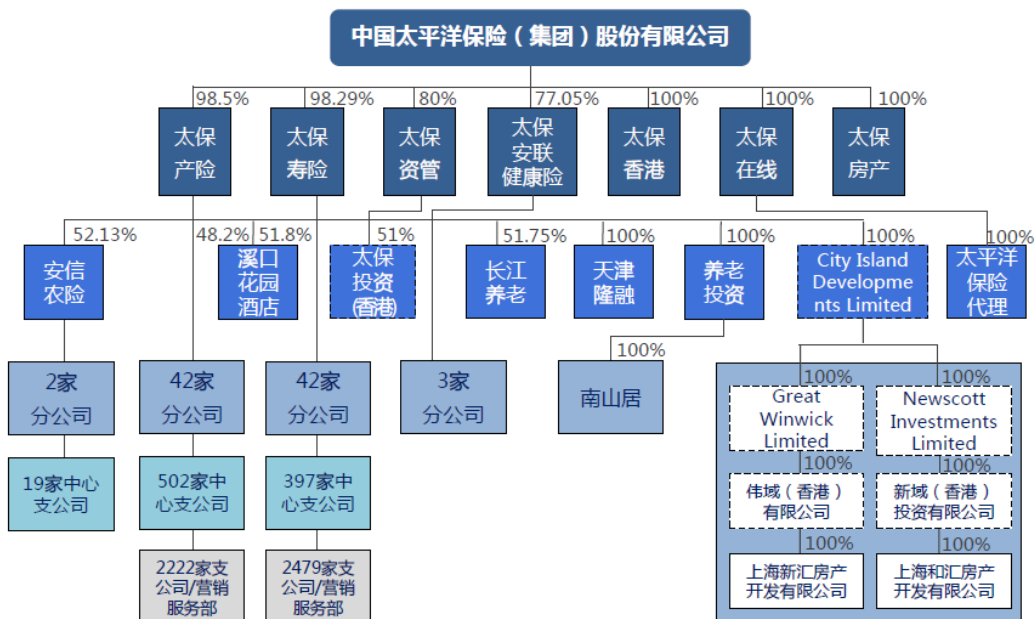 中国太平洋保险（集团）股份有限公司
98.5%
98.29%
80%
77.05%
100%
100%
100%
太保
产险
太保
寿险
太保
资管
太保
安联
健康险
太保
香港
太保
在线
太保
房产
52.13%
48.2%
51.8%
51%
51.75%
100%
100%
100%
100%
安信
农险
溪口
花园
酒店
太保
投资
(香港)
长江
养老
天津
隆融
养老
投资
City Island
Developme
nts Limited
太平洋
保险
代理
100%
2家
分公司
42家
分公司
42家
分公司
3家
分公司
南山居
100%
Great
Winwick
Limited
100%
Newscott
Investments
Limited
19家中心
支公司
502家中
心支公司
397家中
心支公司
100%
伟域（香港）
有限公司
100%
新域（香港）
投资有限公司
2222家支
公司/营销
服务部
2479家支
公司/营销
服务部
100%
上海新汇房产
开发有限公司
100%
上海和汇房产
开发有限公司